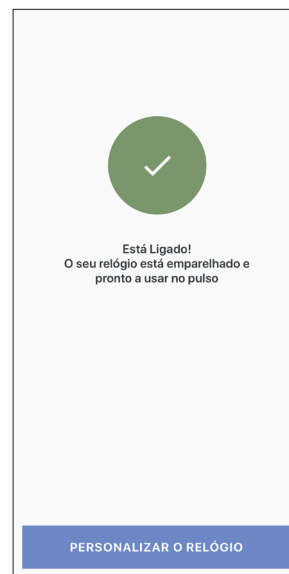 Está Ligado!
O seu relógio está emparelhado e
pronto a usar no pulso
PERSONALIZAR O RELÓGIO